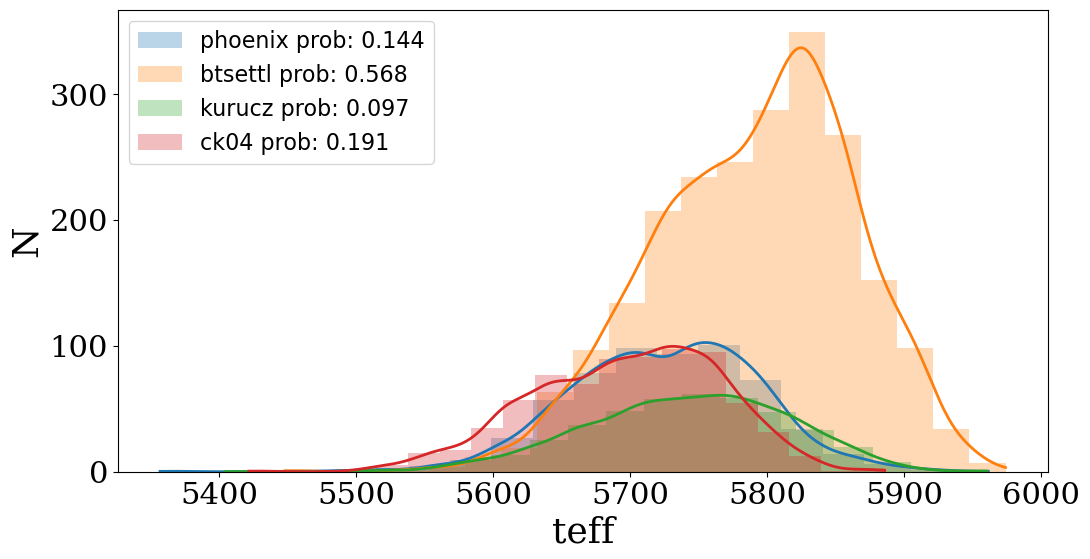 phoenix prob: 0.144
btsettl prob: 0.568
kurucz prob: 0.097
ck04 prob: 0.191
N
300
200
100
0
5400 5500 5600 5700 5800 5900 6000
teff